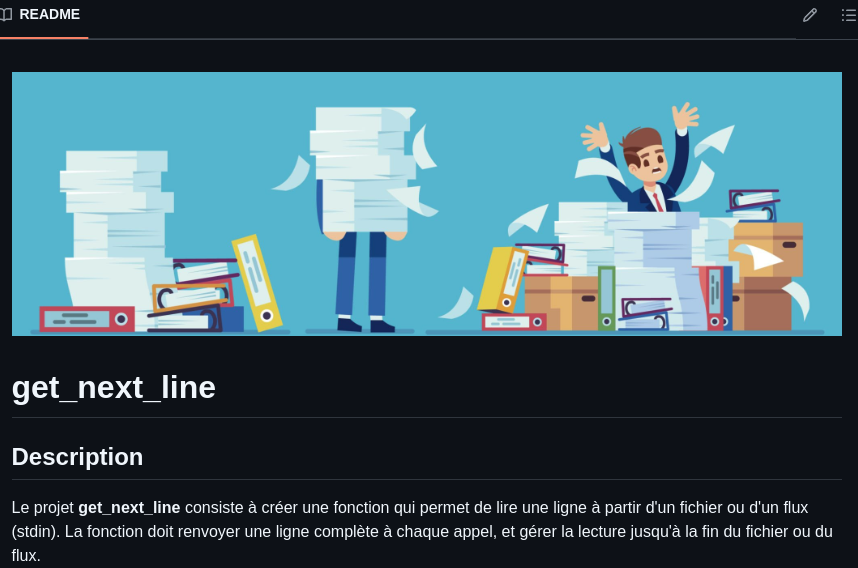 README
get_next_line
Description
Le projet get_next_line consiste à créer une fonction qui permet de lire une ligne à partir d'un fichier ou d'un flux
(stdin). La fonction doit renvoyer une ligne complète à chaque appel, et gérer la lecture jusqu'à la fin du fichier ou du
flux.